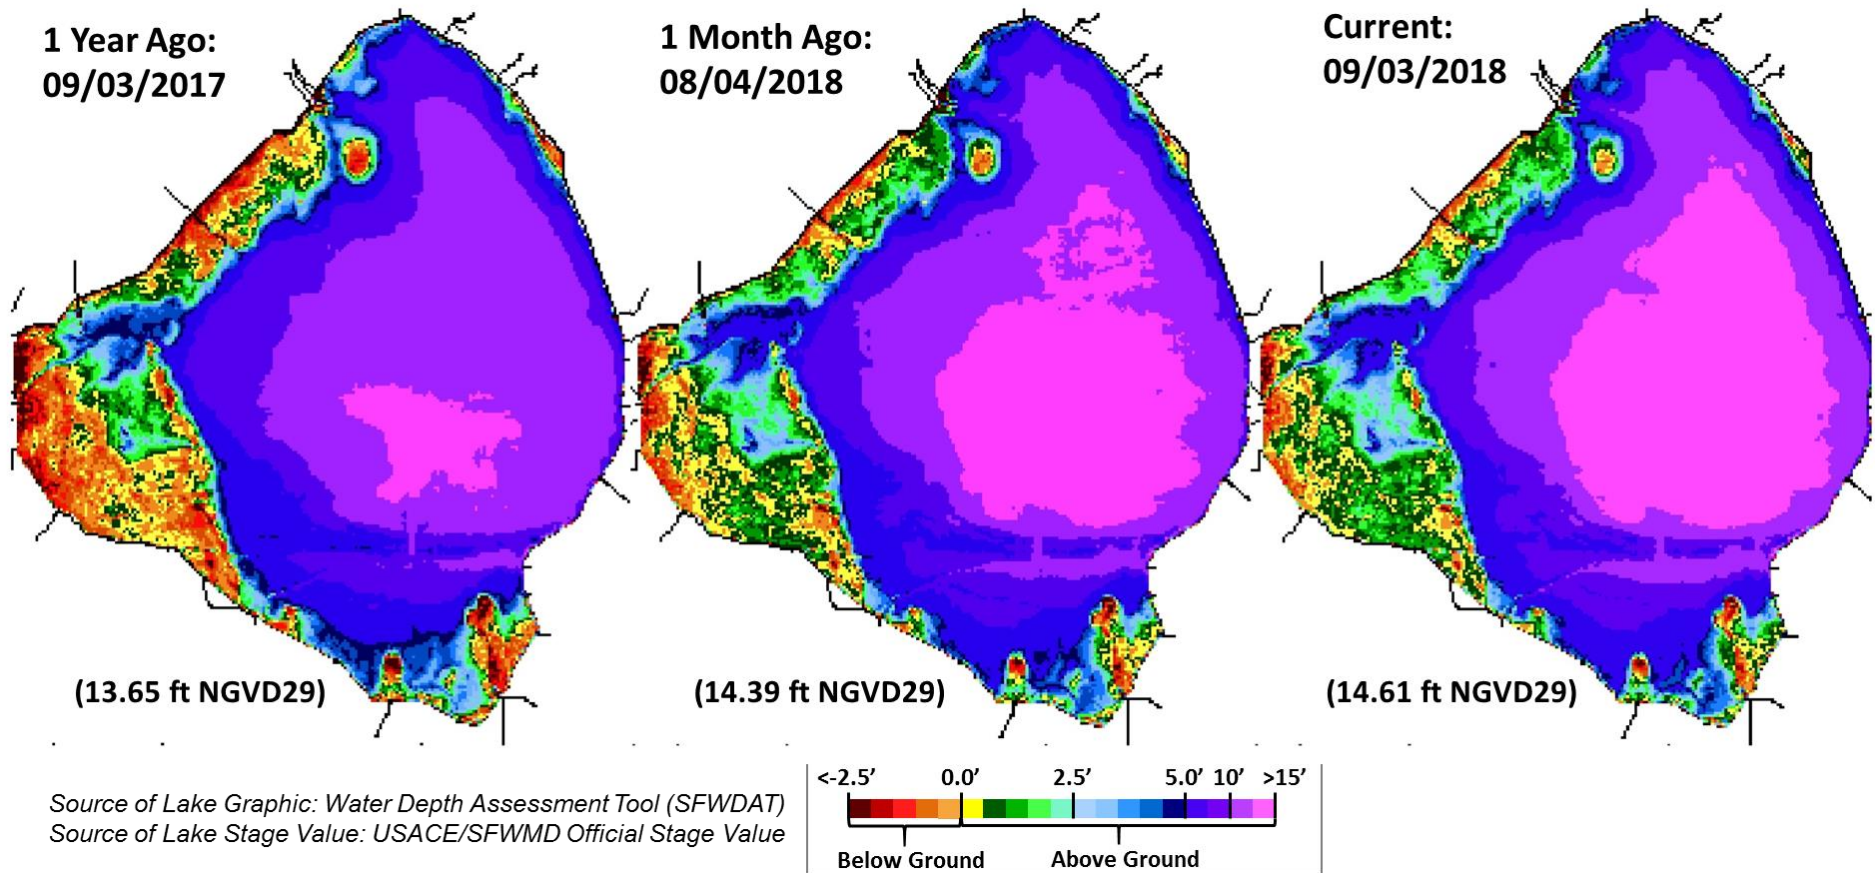 1 Year Ago:
09/03/2017
1 Month Ago:
08/04/2018
Current:
09/03/2018
(13.65 ft NGVD29)
(14.39 ft NGVD29)
(14.61 ft NGVD29)
Source of Lake Graphic: Water Depth Assessment Tool (SFWDAT)
Source of Lake Stage Value: USACE/SFWMD Official Stage Value
<-2.5’ 0.0’ 2.5’ 5.0’ 10’ >15’
Below Ground Above Ground